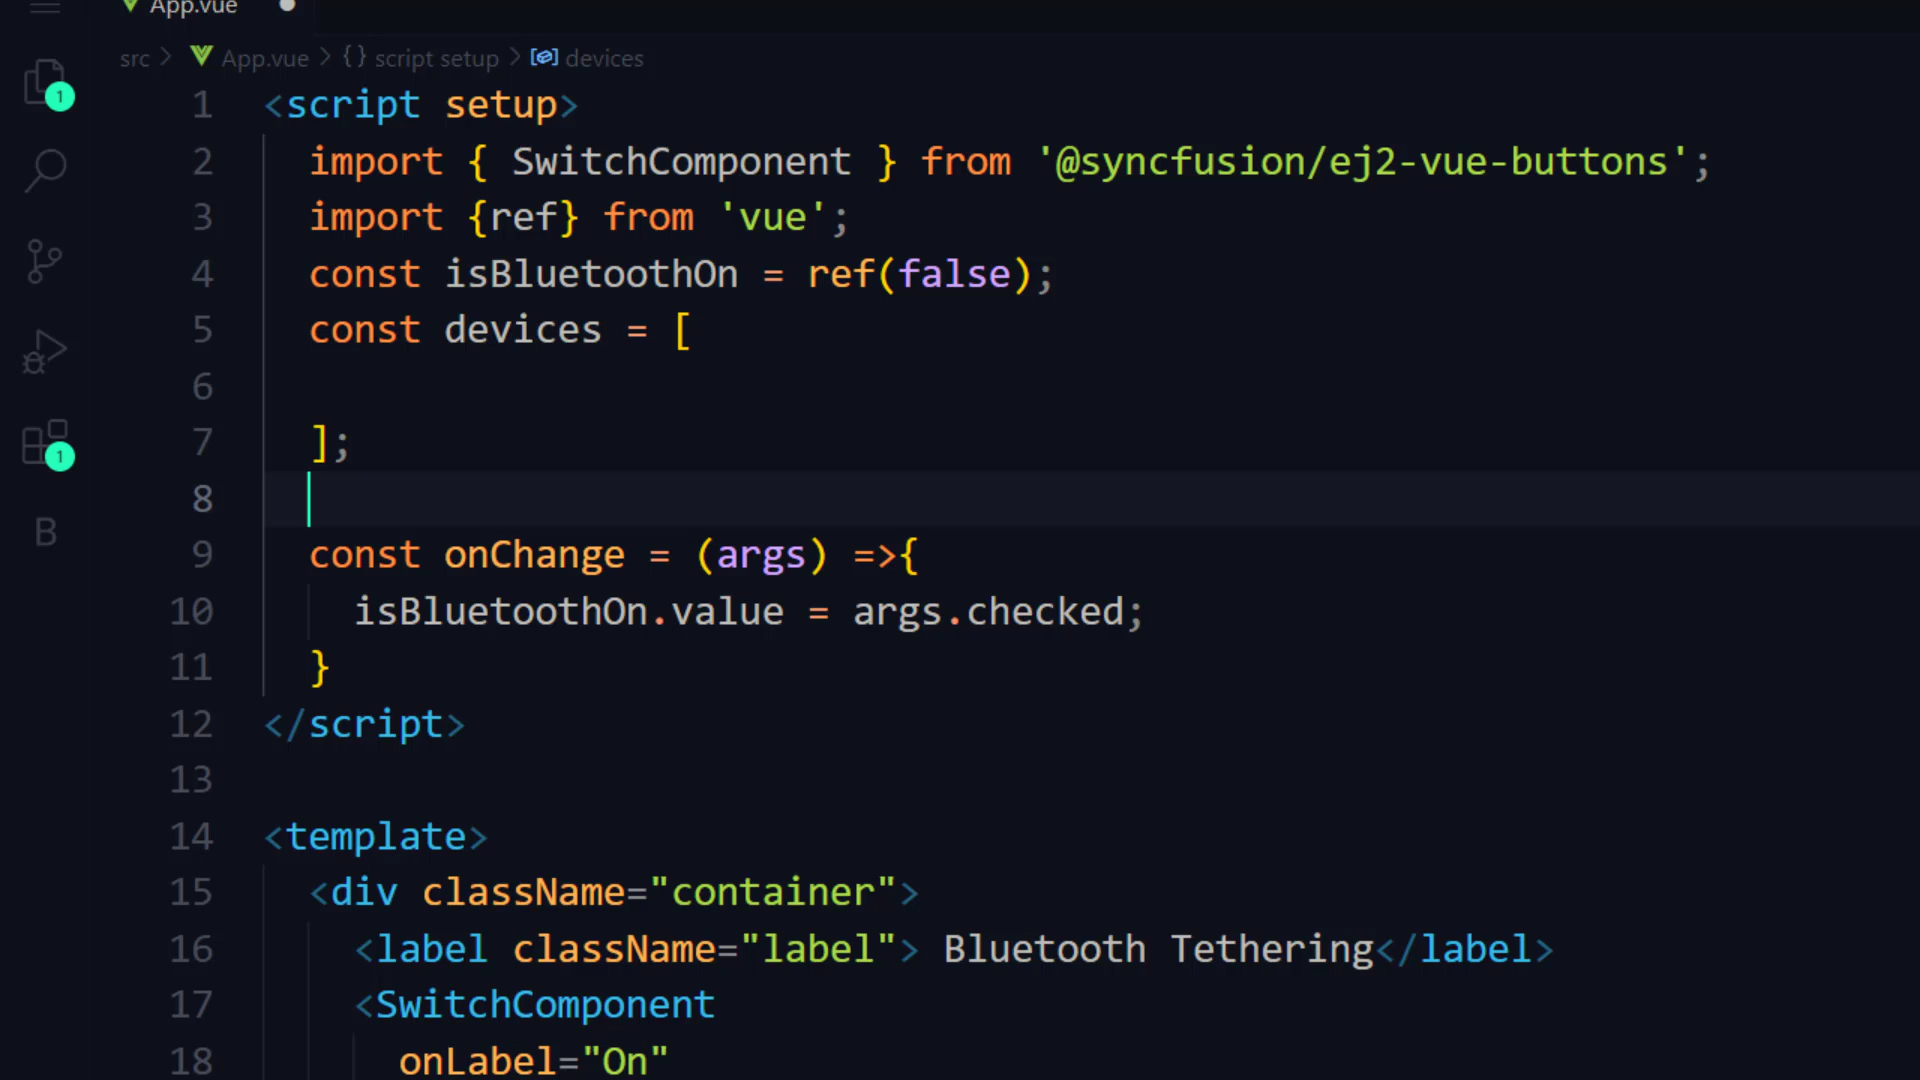 App.vue
src > App.vue > {} script setup > devices
1 <script setup>
2 import { SwitchComponent } from '@syncfusion/ej2-vue-buttons';
3 import {ref} from 'vue';
4 const isBluetoothOn = ref(false);
5 const devices = [
6
7 ];
8
9 const onChange = (args) =>{
10 isBluetoothOn.value = args.checked;
11 }
12 </script>
13
14 <template>
15 <div className="container">
16 <label className="label"> Bluetooth Tethering</label>
17 <SwitchComponent
18 onLabel="On"
1
1
B